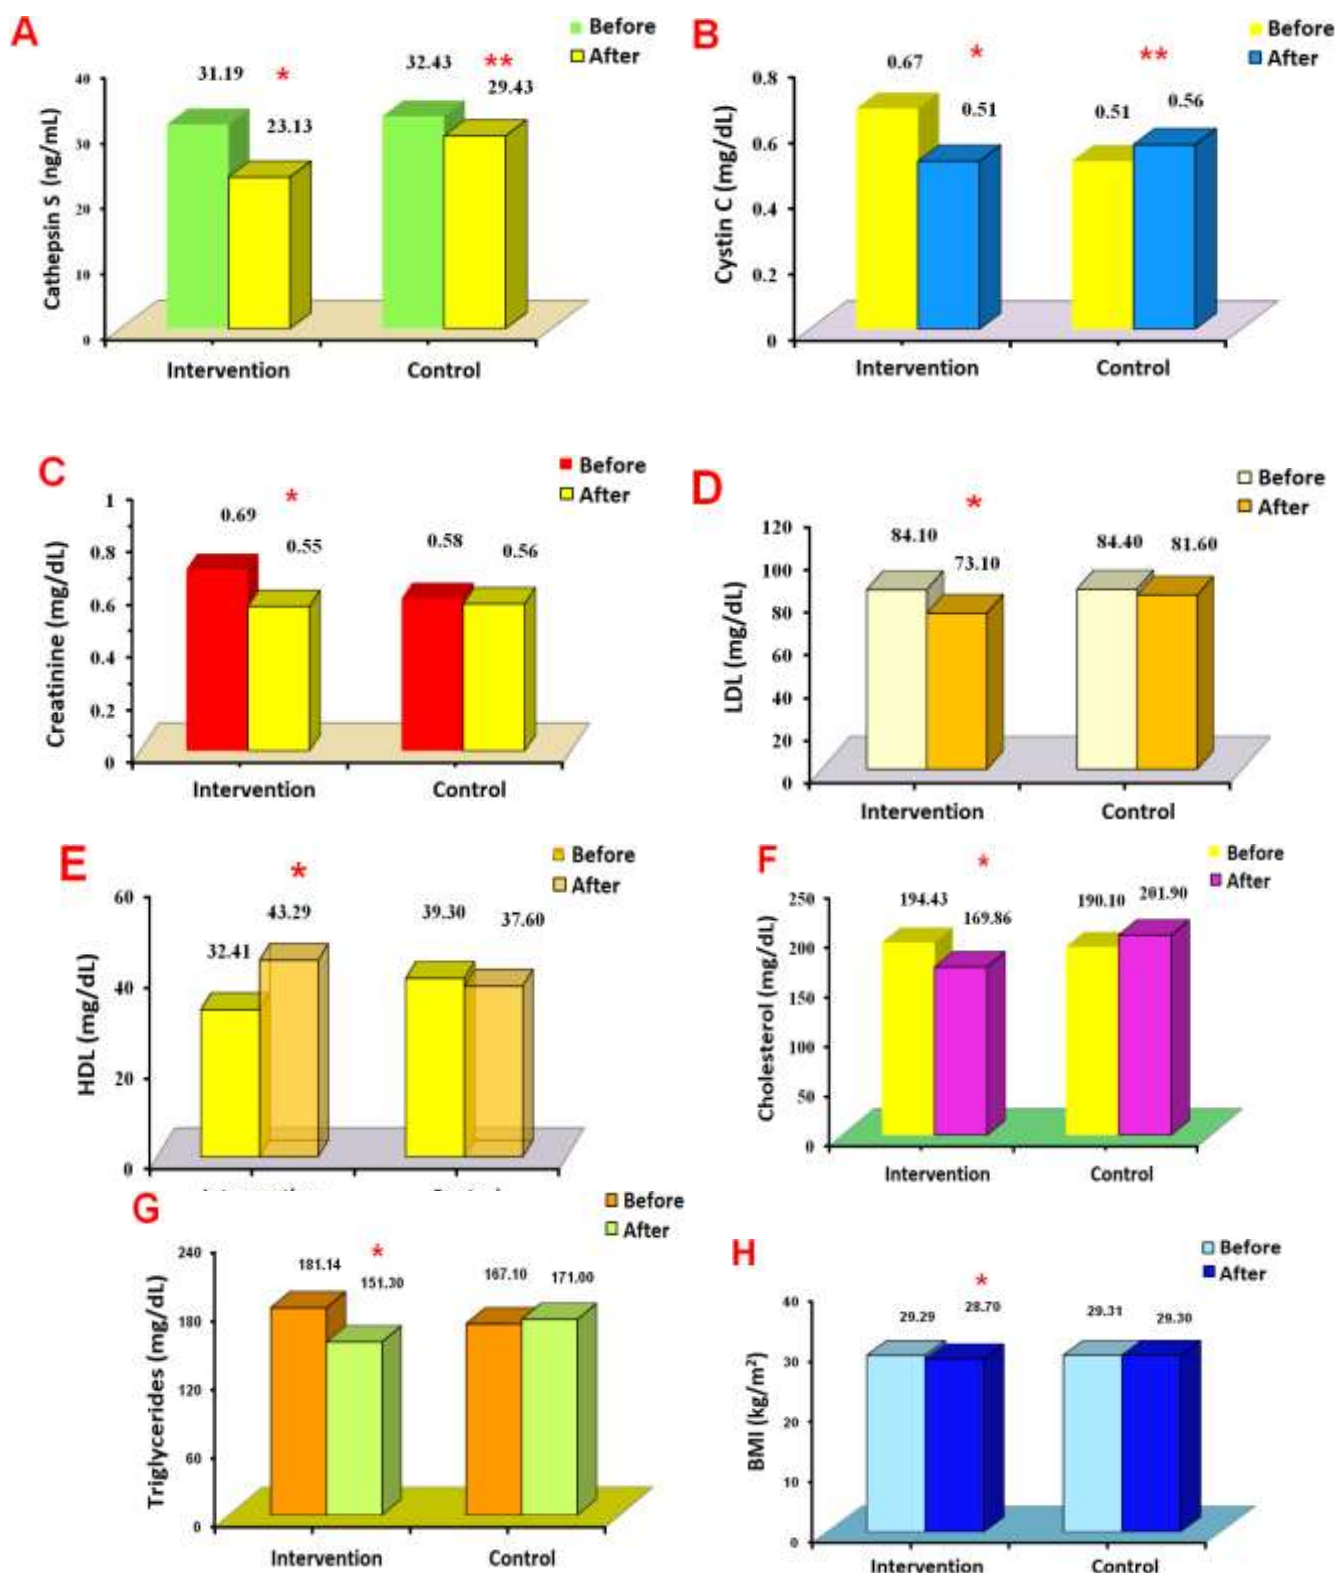 A
Before
After
Cathepsin S (ng/mL)
40
30
20
10
0
31.19
*
23.13
32.43
**
29.43
Intervention
Control
B
Before
After
Cystin C (mg/dL)
0.8
0.6
0.4
0.2
0
0.67
*
0.51
0.51
**
0.56
Intervention
Control
C
Before
After
Creatinine (mg/dL)
1
0.8
0.6
0.4
0.2
0
0.69
*
0.55
0.58
0.56
Intervention
Control
D
Before
After
LDL (mg/dL)
120
100
80
60
40
20
0
84.10
*
73.10
84.40
81.60
Intervention
Control
E
Before
After
HDL (mg/dL)
60
40
20
0
32.41
*
43.29
39.30
37.60
F
Before
After
Cholesterol (mg/dL)
250
200
150
100
50
0
194.43
*
169.86
190.10
201.90
Intervention
Control
G
Before
After
Triglycerides (mg/dL)
240
180
120
60
0
181.14
*
151.30
167.10
171.00
Intervention
Control
H
Before
After
BMI (kg/m²)
40
30
20
10
0
29.29
*
28.70
29.31
29.30
Intervention
Control